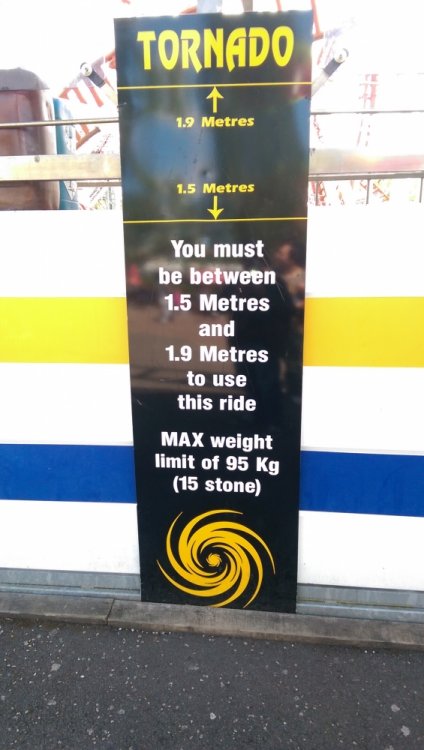 TORNADO
1.9 Metres
1.5 Metres
You must
be between
1.5 Metres
and
1.9 Metres
to use
this ride
MAX weight
limit of 95 Kg
(15 stone)